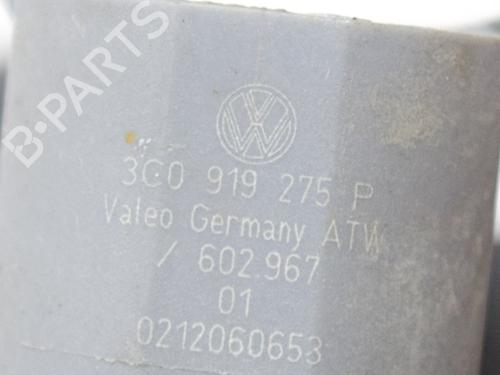 B-PARTS
3C0 919 275 P
Valeo Germany ATW
/ 602.967
01
0212060653